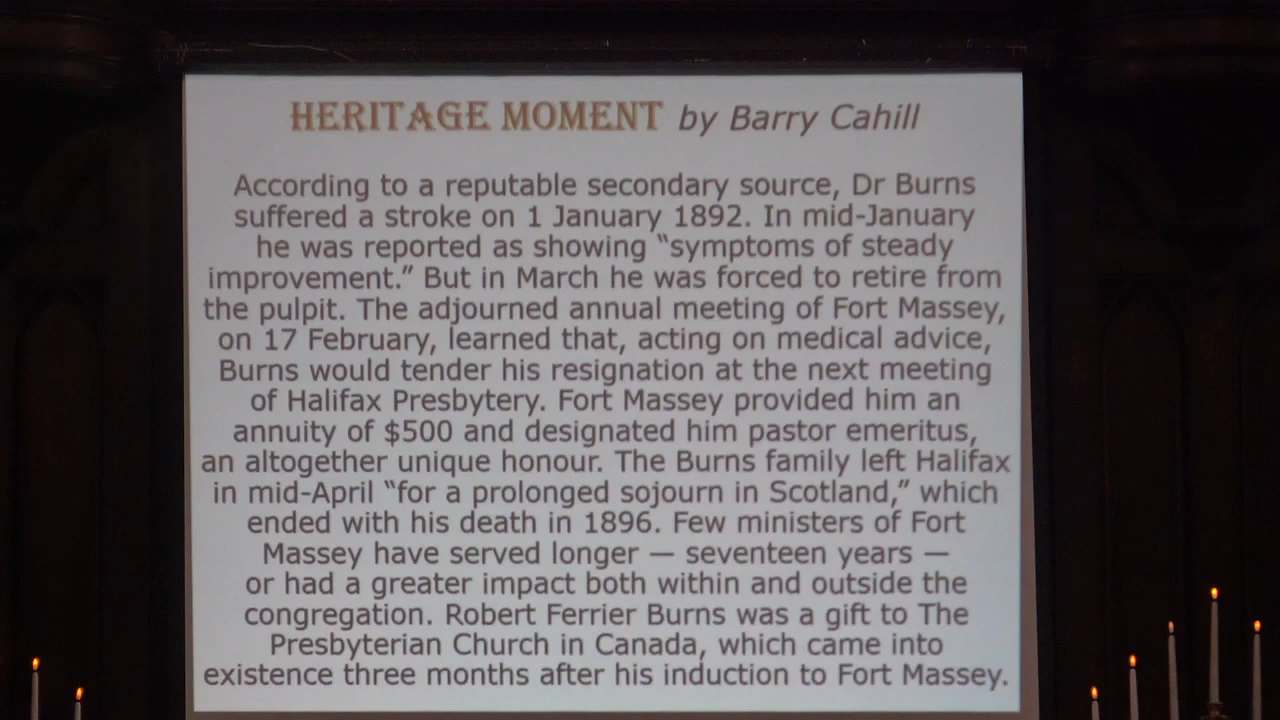 HERITAGE MOMENT by Barry Cahill
According to a reputable secondary source, Dr Burns
suffered a stroke on 1 January 1892. In mid-January
he was reported as showing “symptoms of steady
improvement.” But in March he was forced to retire from
the pulpit. The adjourned annual meeting of Fort Massey,
on 17 February, learned that, acting on medical advice,
Burns would tender his resignation at the next meeting
of Halifax Presbytery. Fort Massey provided him an
annuity of $500 and designated him pastor emeritus,
an altogether unique honour. The Burns family left Halifax
in mid-April “for a prolonged sojourn in Scotland,” which
ended with his death in 1896. Few ministers of Fort
Massey have served longer — seventeen years —
or had a greater impact both within and outside the
congregation. Robert Ferrier Burns was a gift to The
Presbyterian Church in Canada, which came into
existence three months after his induction to Fort Massey.